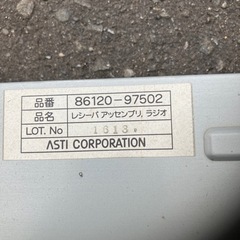 品番 86120-97502
品名 レシーバ アッセンブリ, ラジオ
LOT. No 1613
ASTI CORPORATION